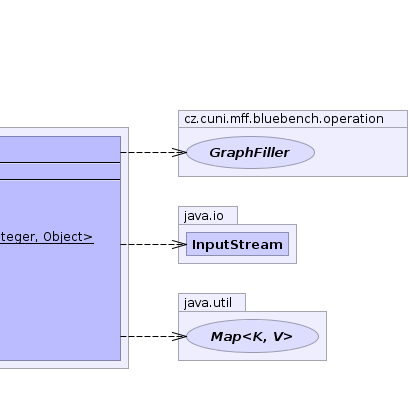 cz.cuni.mff.bluebench.operation
GraphFiller
java.io
teger, Object>
InputStream
java.util
Map<K, V>